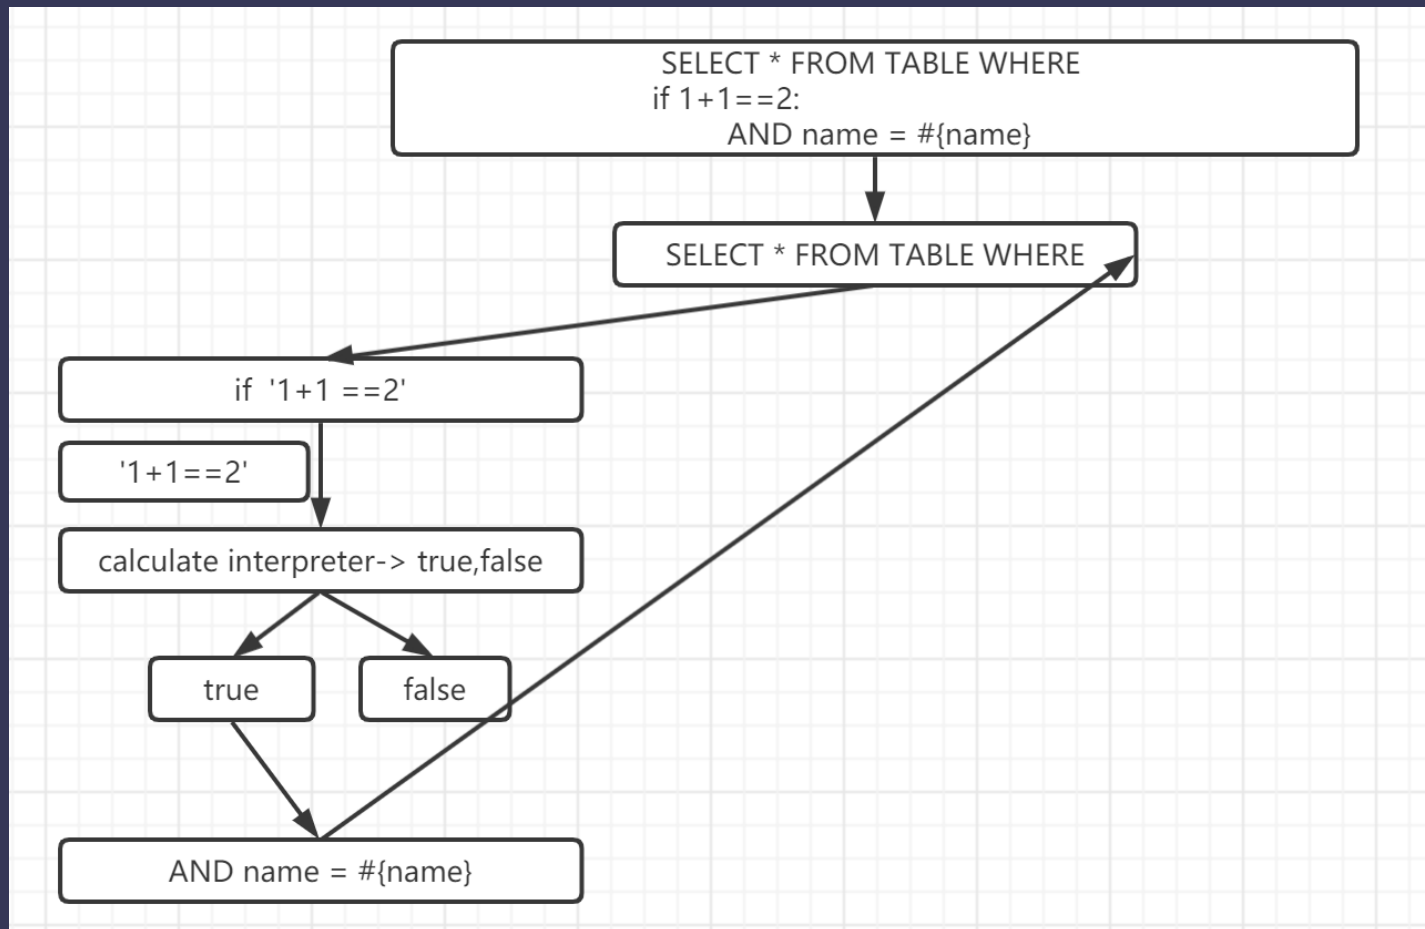 SELECT * FROM TABLE WHERE
if 1+1==2:
AND name = #{name}
SELECT * FROM TABLE WHERE
if '1+1 ==2'
'1+1==2'
calculate interpreter-> true,false
true
false
AND name = #{name}